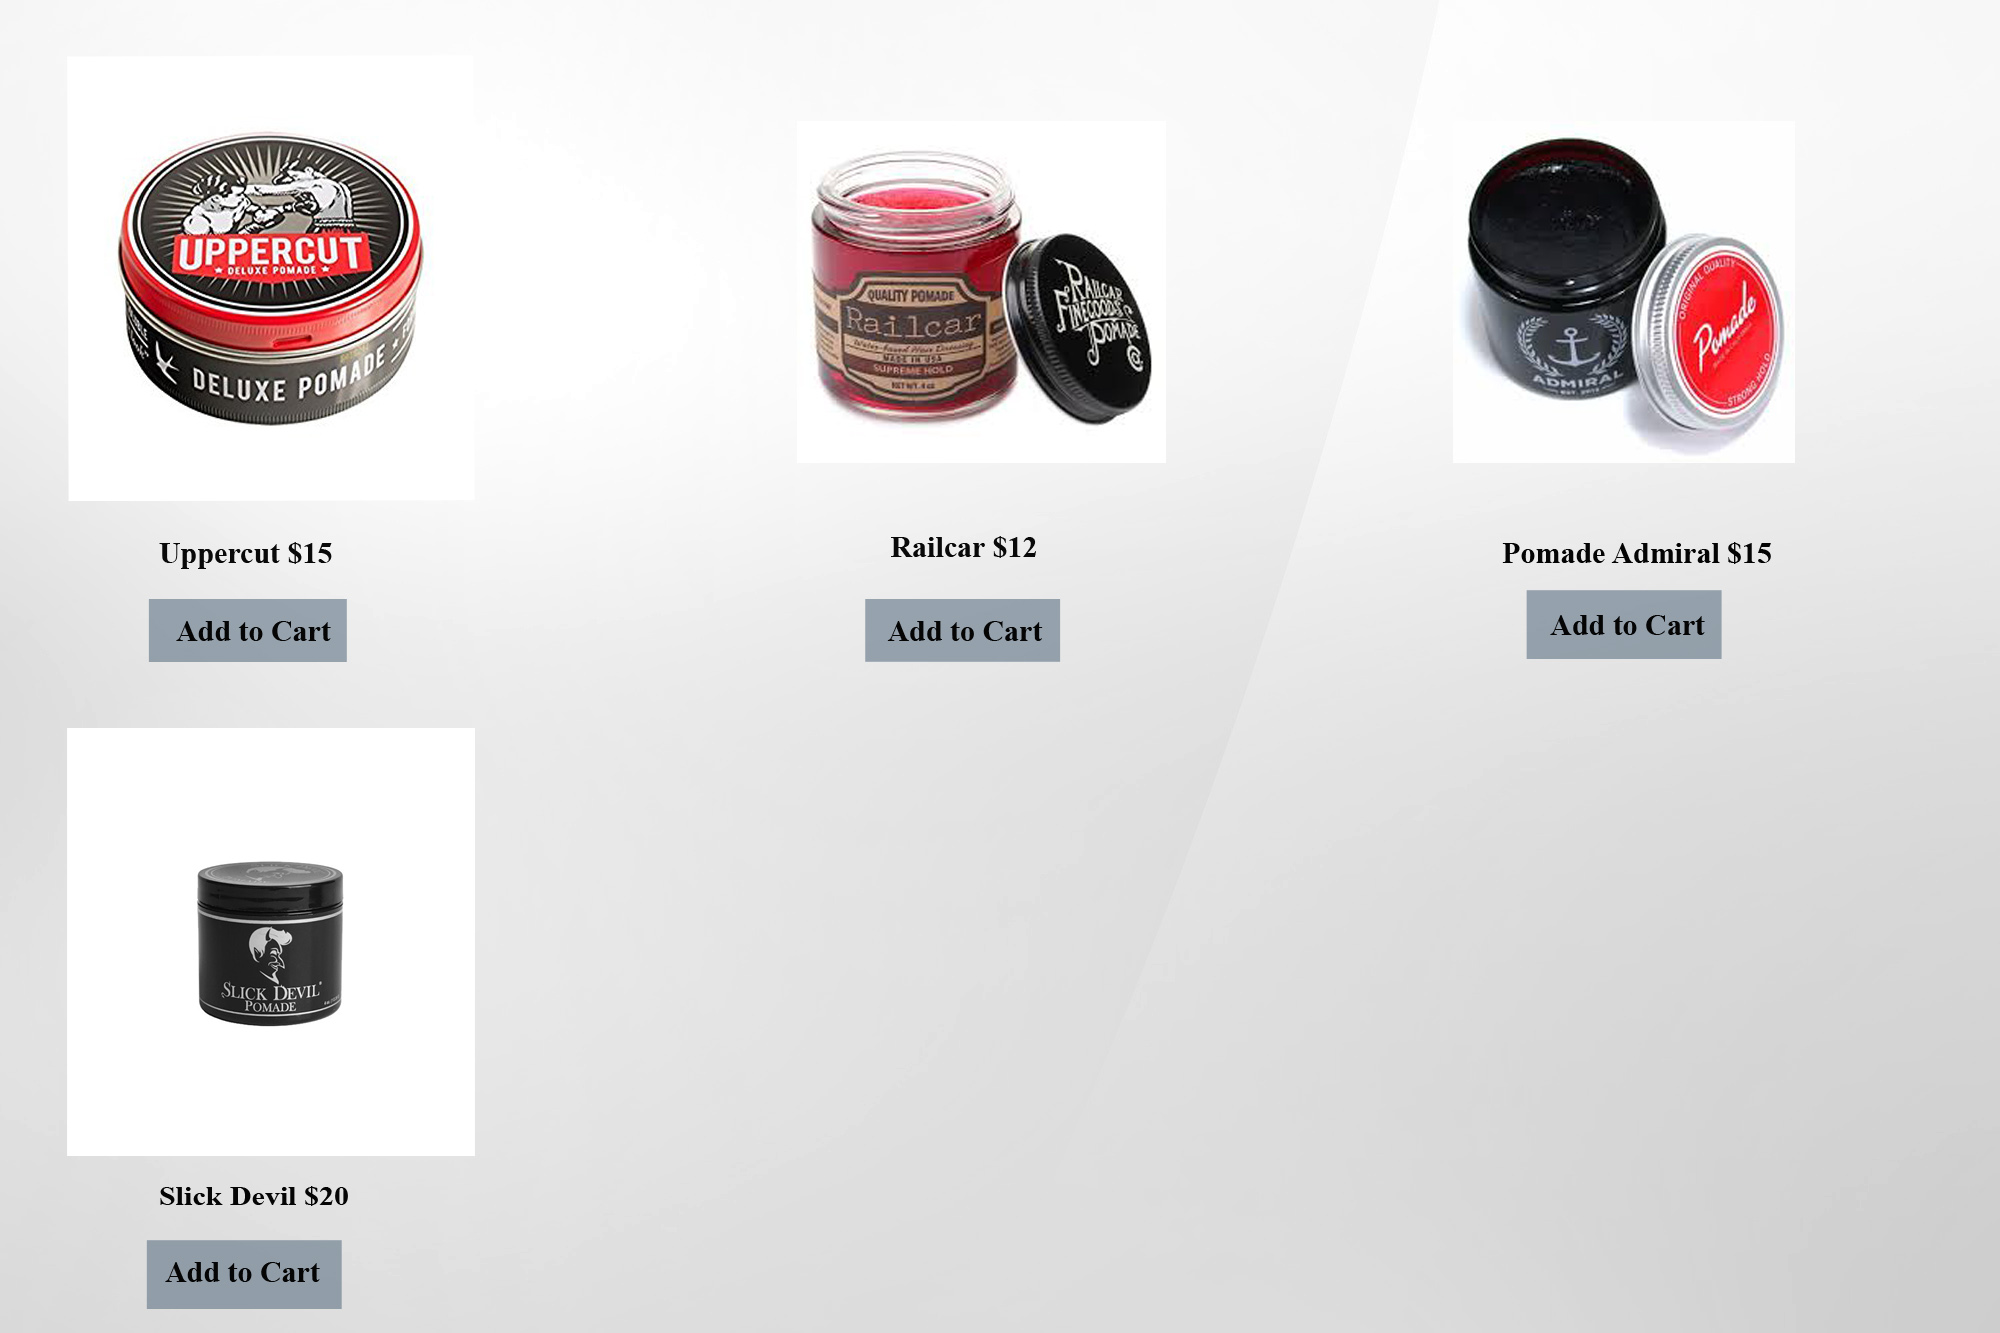 UPPERCUT
DELUXE POMADE
DELUXE POMADE
QUALITY POMADE
Railcar
Water-based Hair Dressing
MADE IN USA
SUPREME HOLD
NET WT. 4 oz
RAILCAR
FINEGOODS
POMADE
ADMIRAL
ORIGINAL QUALITY
Pomade
STRONG HOLD
Uppercut $15
Railcar $12
Pomade Admiral $15
Add to Cart
Add to Cart
Add to Cart
SLICK DEVIL
POMADE
Slick Devil $20
Add to Cart